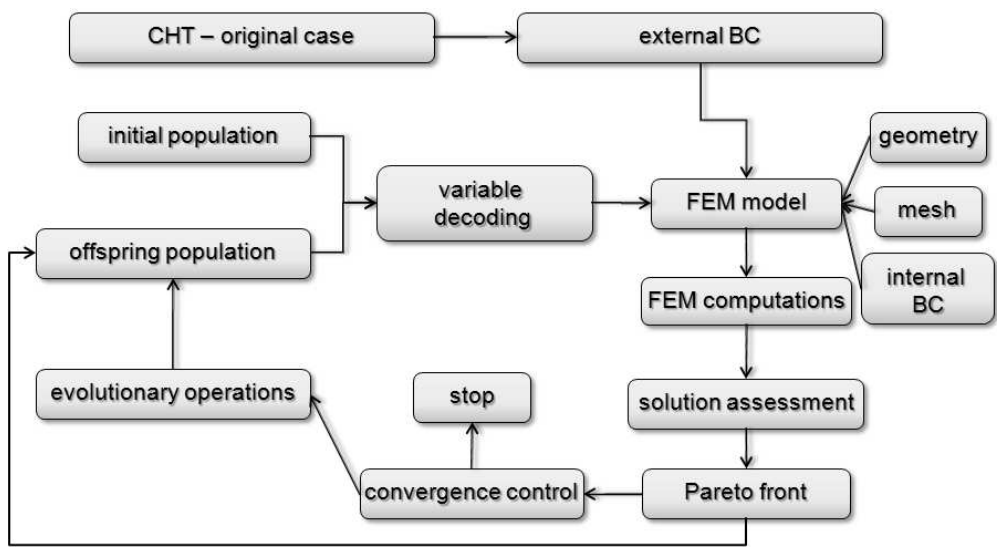 CHT – original case
external BC
initial population
geometry
variable
decoding
FEM model
mesh
offspring population
internal
BC
FEM computations
evolutionary operations
stop
solution assessment
convergence control
Pareto front